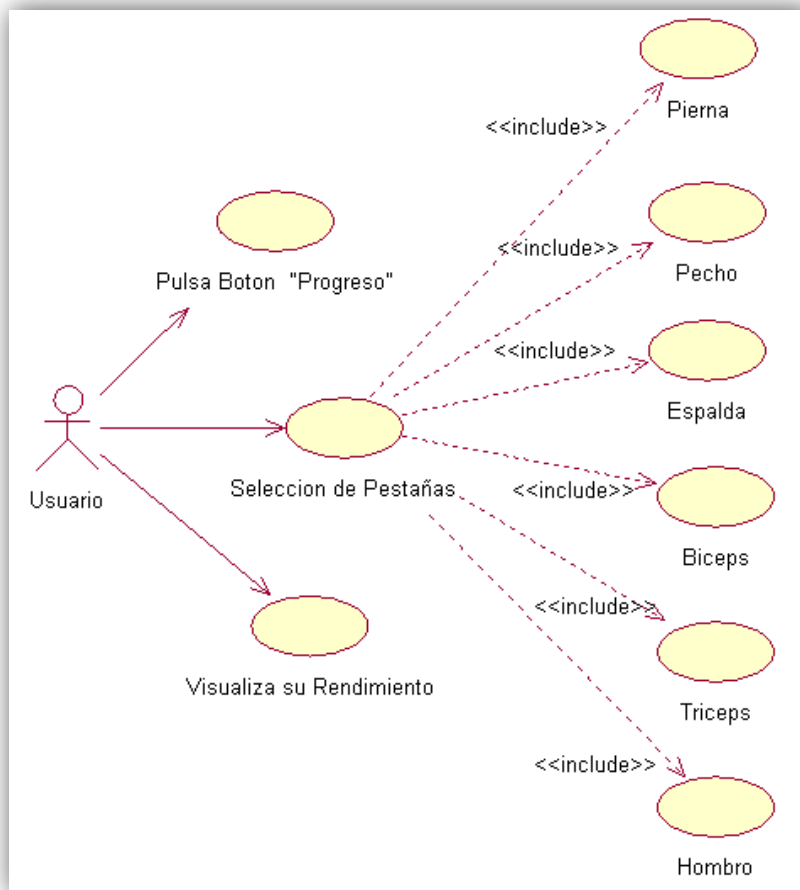 Pierna
<<include>>
Pecho
<<include>>
Pulsa Boton "Progreso"
<<include>>
Espalda
Usuario
Seleccion de Pestañas
<<include>>
Biceps
<<include>>
Visualiza su Rendimiento
Triceps
<<include>>
Hombro